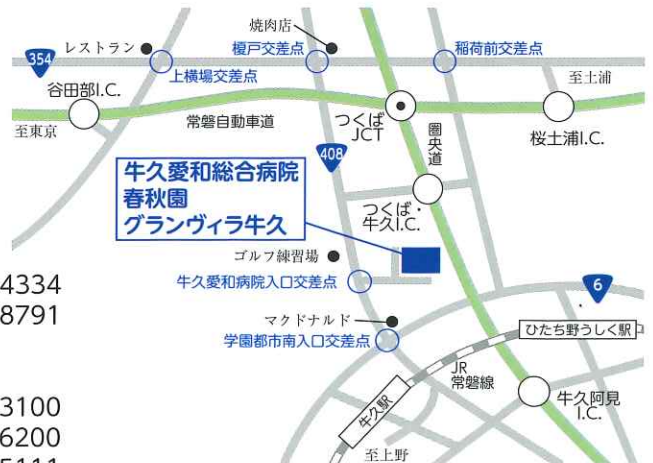 焼肉店
レストラン
榎戸交差点
稲荷前交差点
354
上横場交差点
至土浦
谷田部I.C.
至東京
常磐自動車道
つくば
JCT
圏央道
桜土浦I.C.
408
牛久愛和総合病院
春秋園
グランヴィラ牛久
つくば・
牛久I.C.
ゴルフ練習場
4334
牛久愛和病院入口交差点
6
8791
マクドナルド
ひたち野うしく駅
学園都市南入口交差点
JR
常磐線
3100
牛久駅
牛久阿見
I.C.
6200
至上野
5111